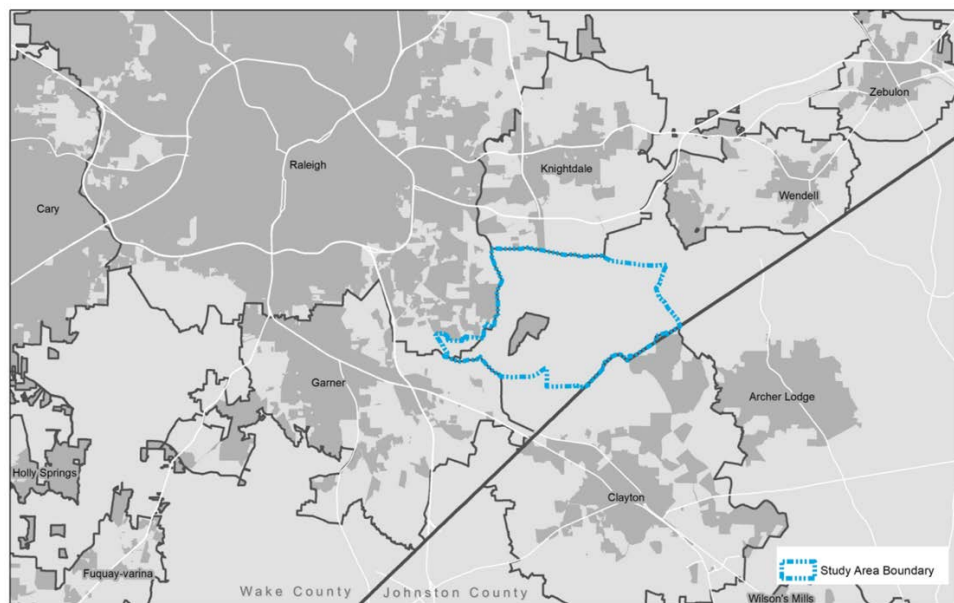 Zebulon
Raleigh
Knightdale
Wendell
Cary
Garner
Archer Lodge
Holly Springs
Clayton
Fuquay-varina
Study Area Boundary
Wake County
Johnston County
Wilson's Mills